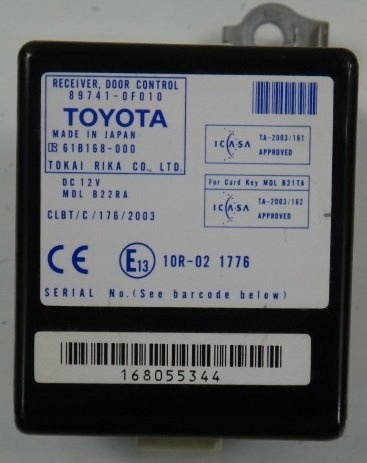 RECEIVER, DOOR CONTROL
89741-0F010
TOYOTA
MADE IN JAPAN
61B168-000
TOKAI RIKA CO., LTD.
DC 12V
MDL B22RA
CLBT/C/176/2003
ICASA
TA-2003/161
APPROVED
For Card Key MDL B21TA
ICASA
TA-2003/162
APPROVED
CE E13 10R-02 1776
SERIAL No.(See barcode below)
168055344